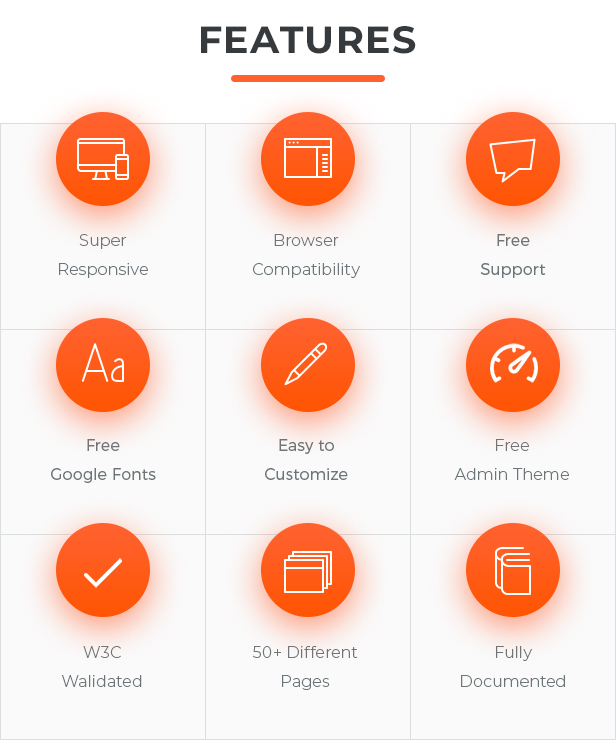 FEATURES
Super
Responsive
Browser
Compatibility
Free
Support
Aa
Free
Google Fonts
Easy to
Customize
Free
Admin Theme
W3C
Walidated
50+ Different
Pages
Fully
Documented